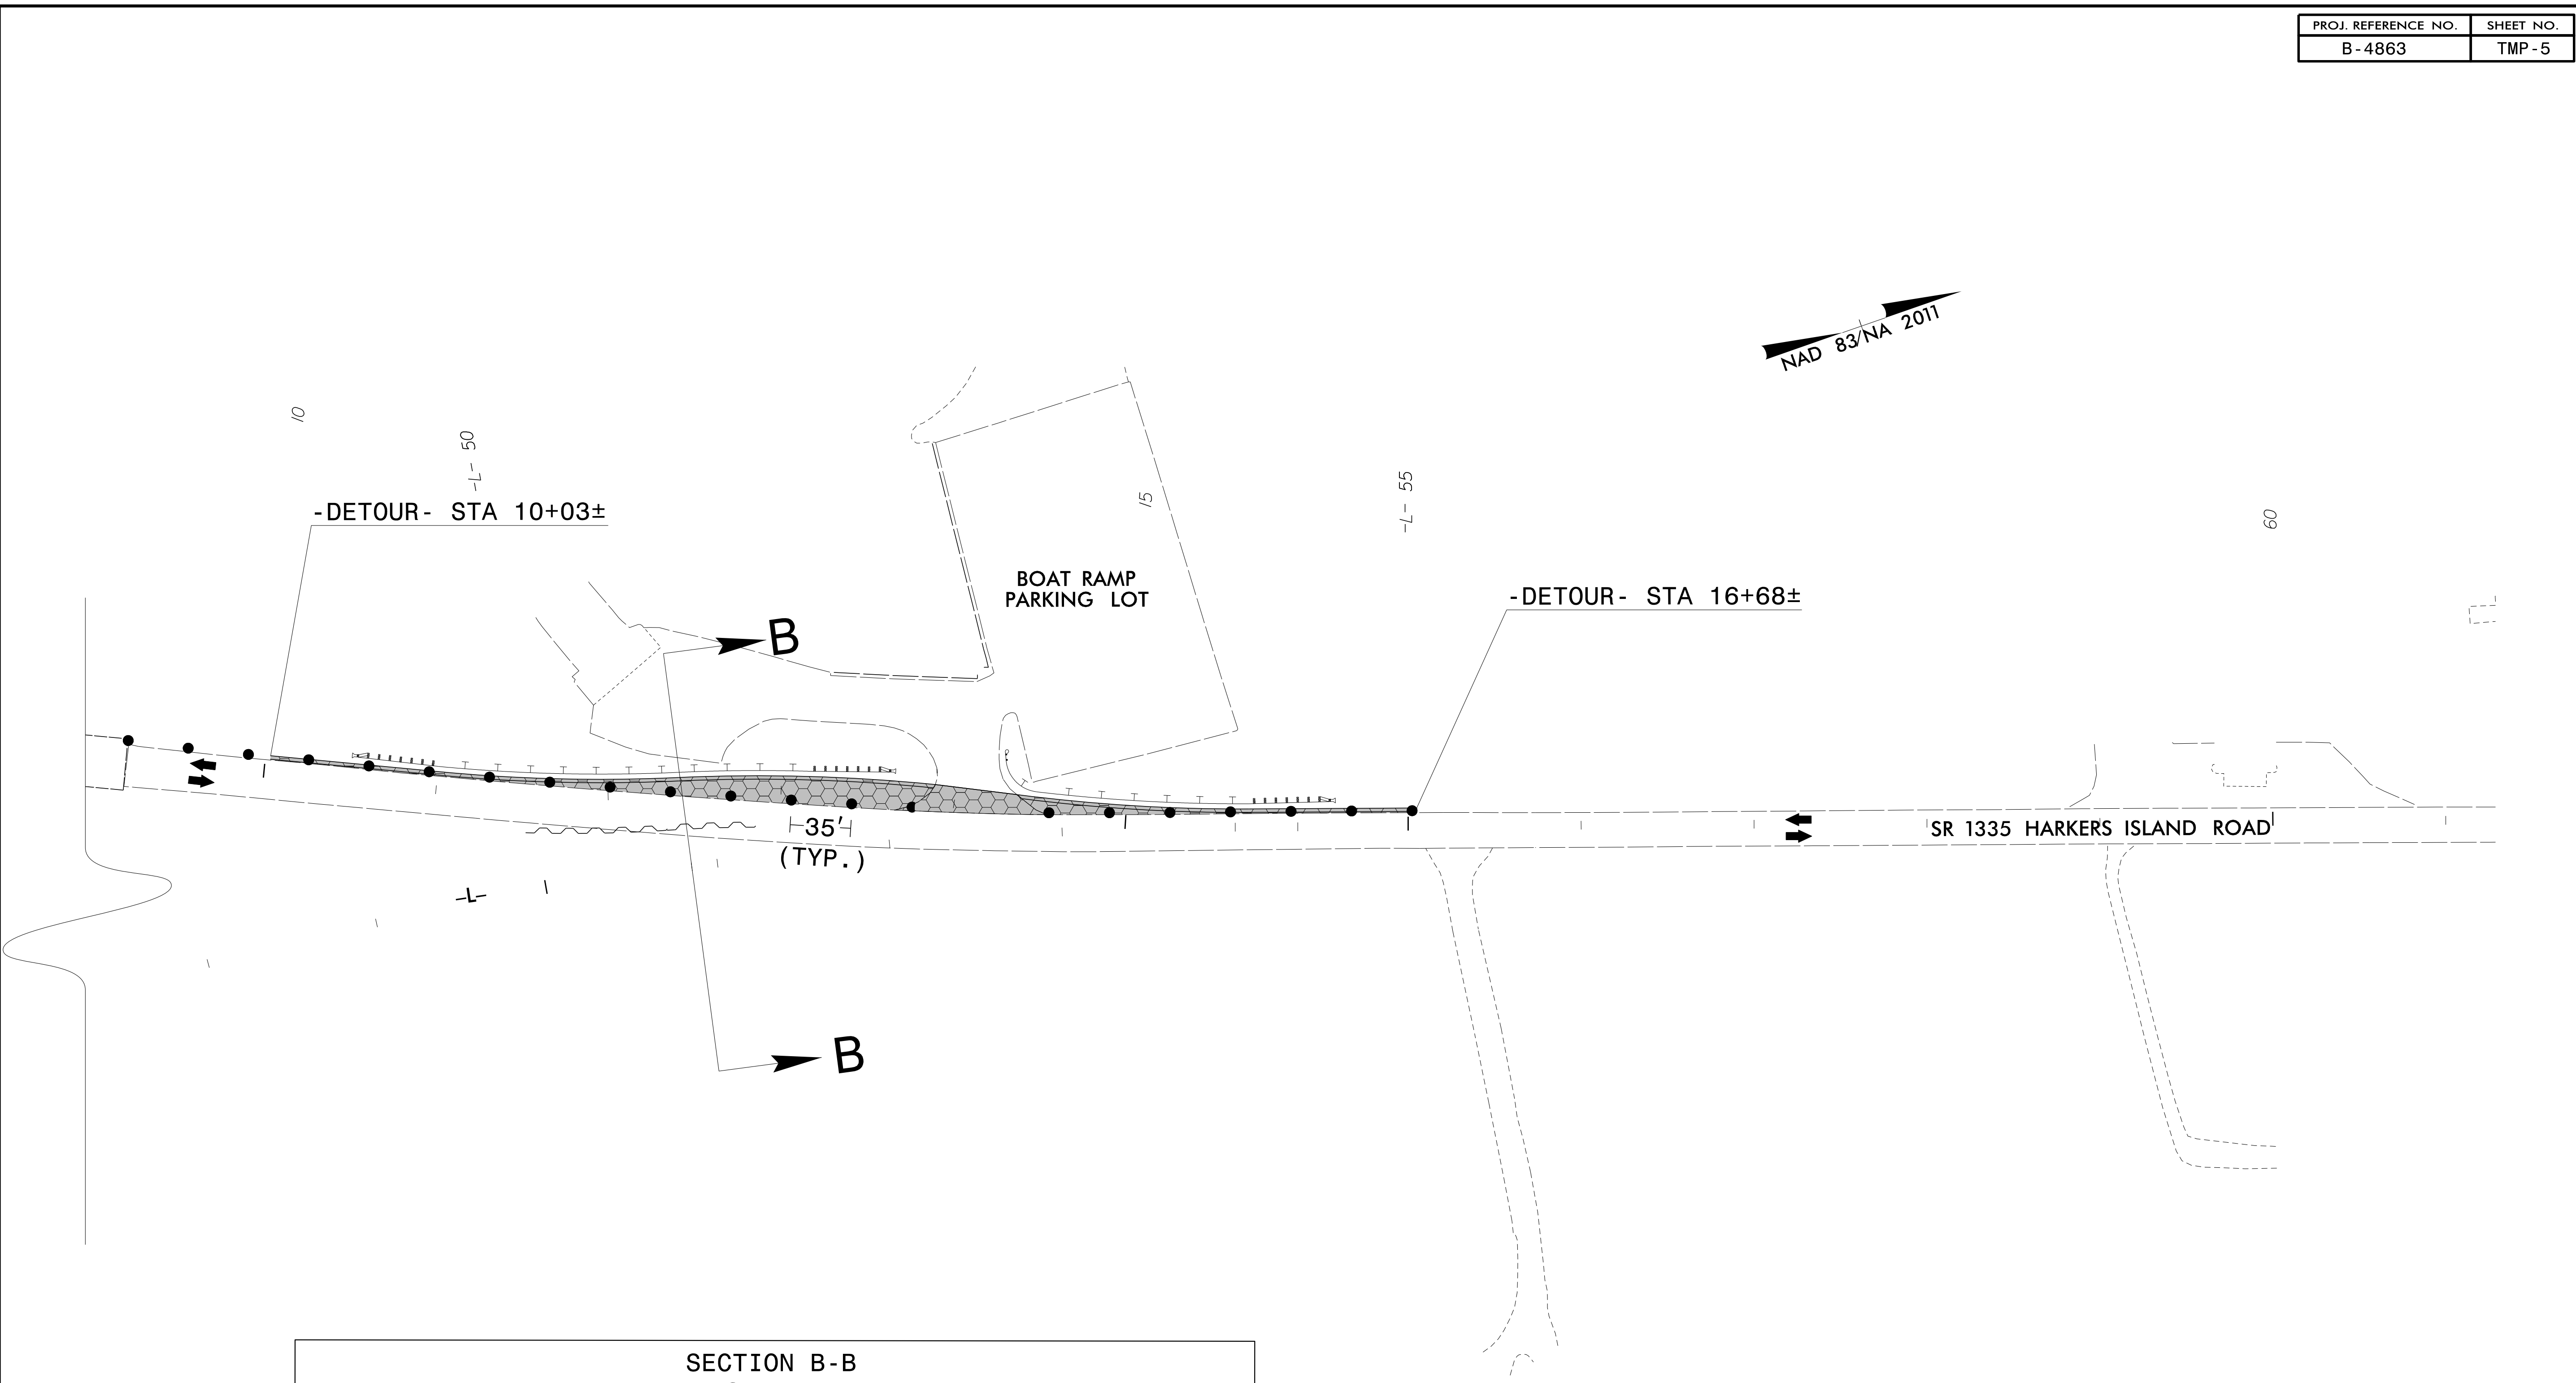 PROJ. REFERENCE NO. SHEET NO.
B-4863 TMP-5
NAD 83/NA 2011
10
-L- 50
15
-L- 55
60
-DETOUR- STA 10+03±
BOAT RAMP
PARKING LOT
-DETOUR- STA 16+68±
B
35'
(TYP.)
SR 1335 HARKERS ISLAND ROAD
-L-
B
SECTION B-B